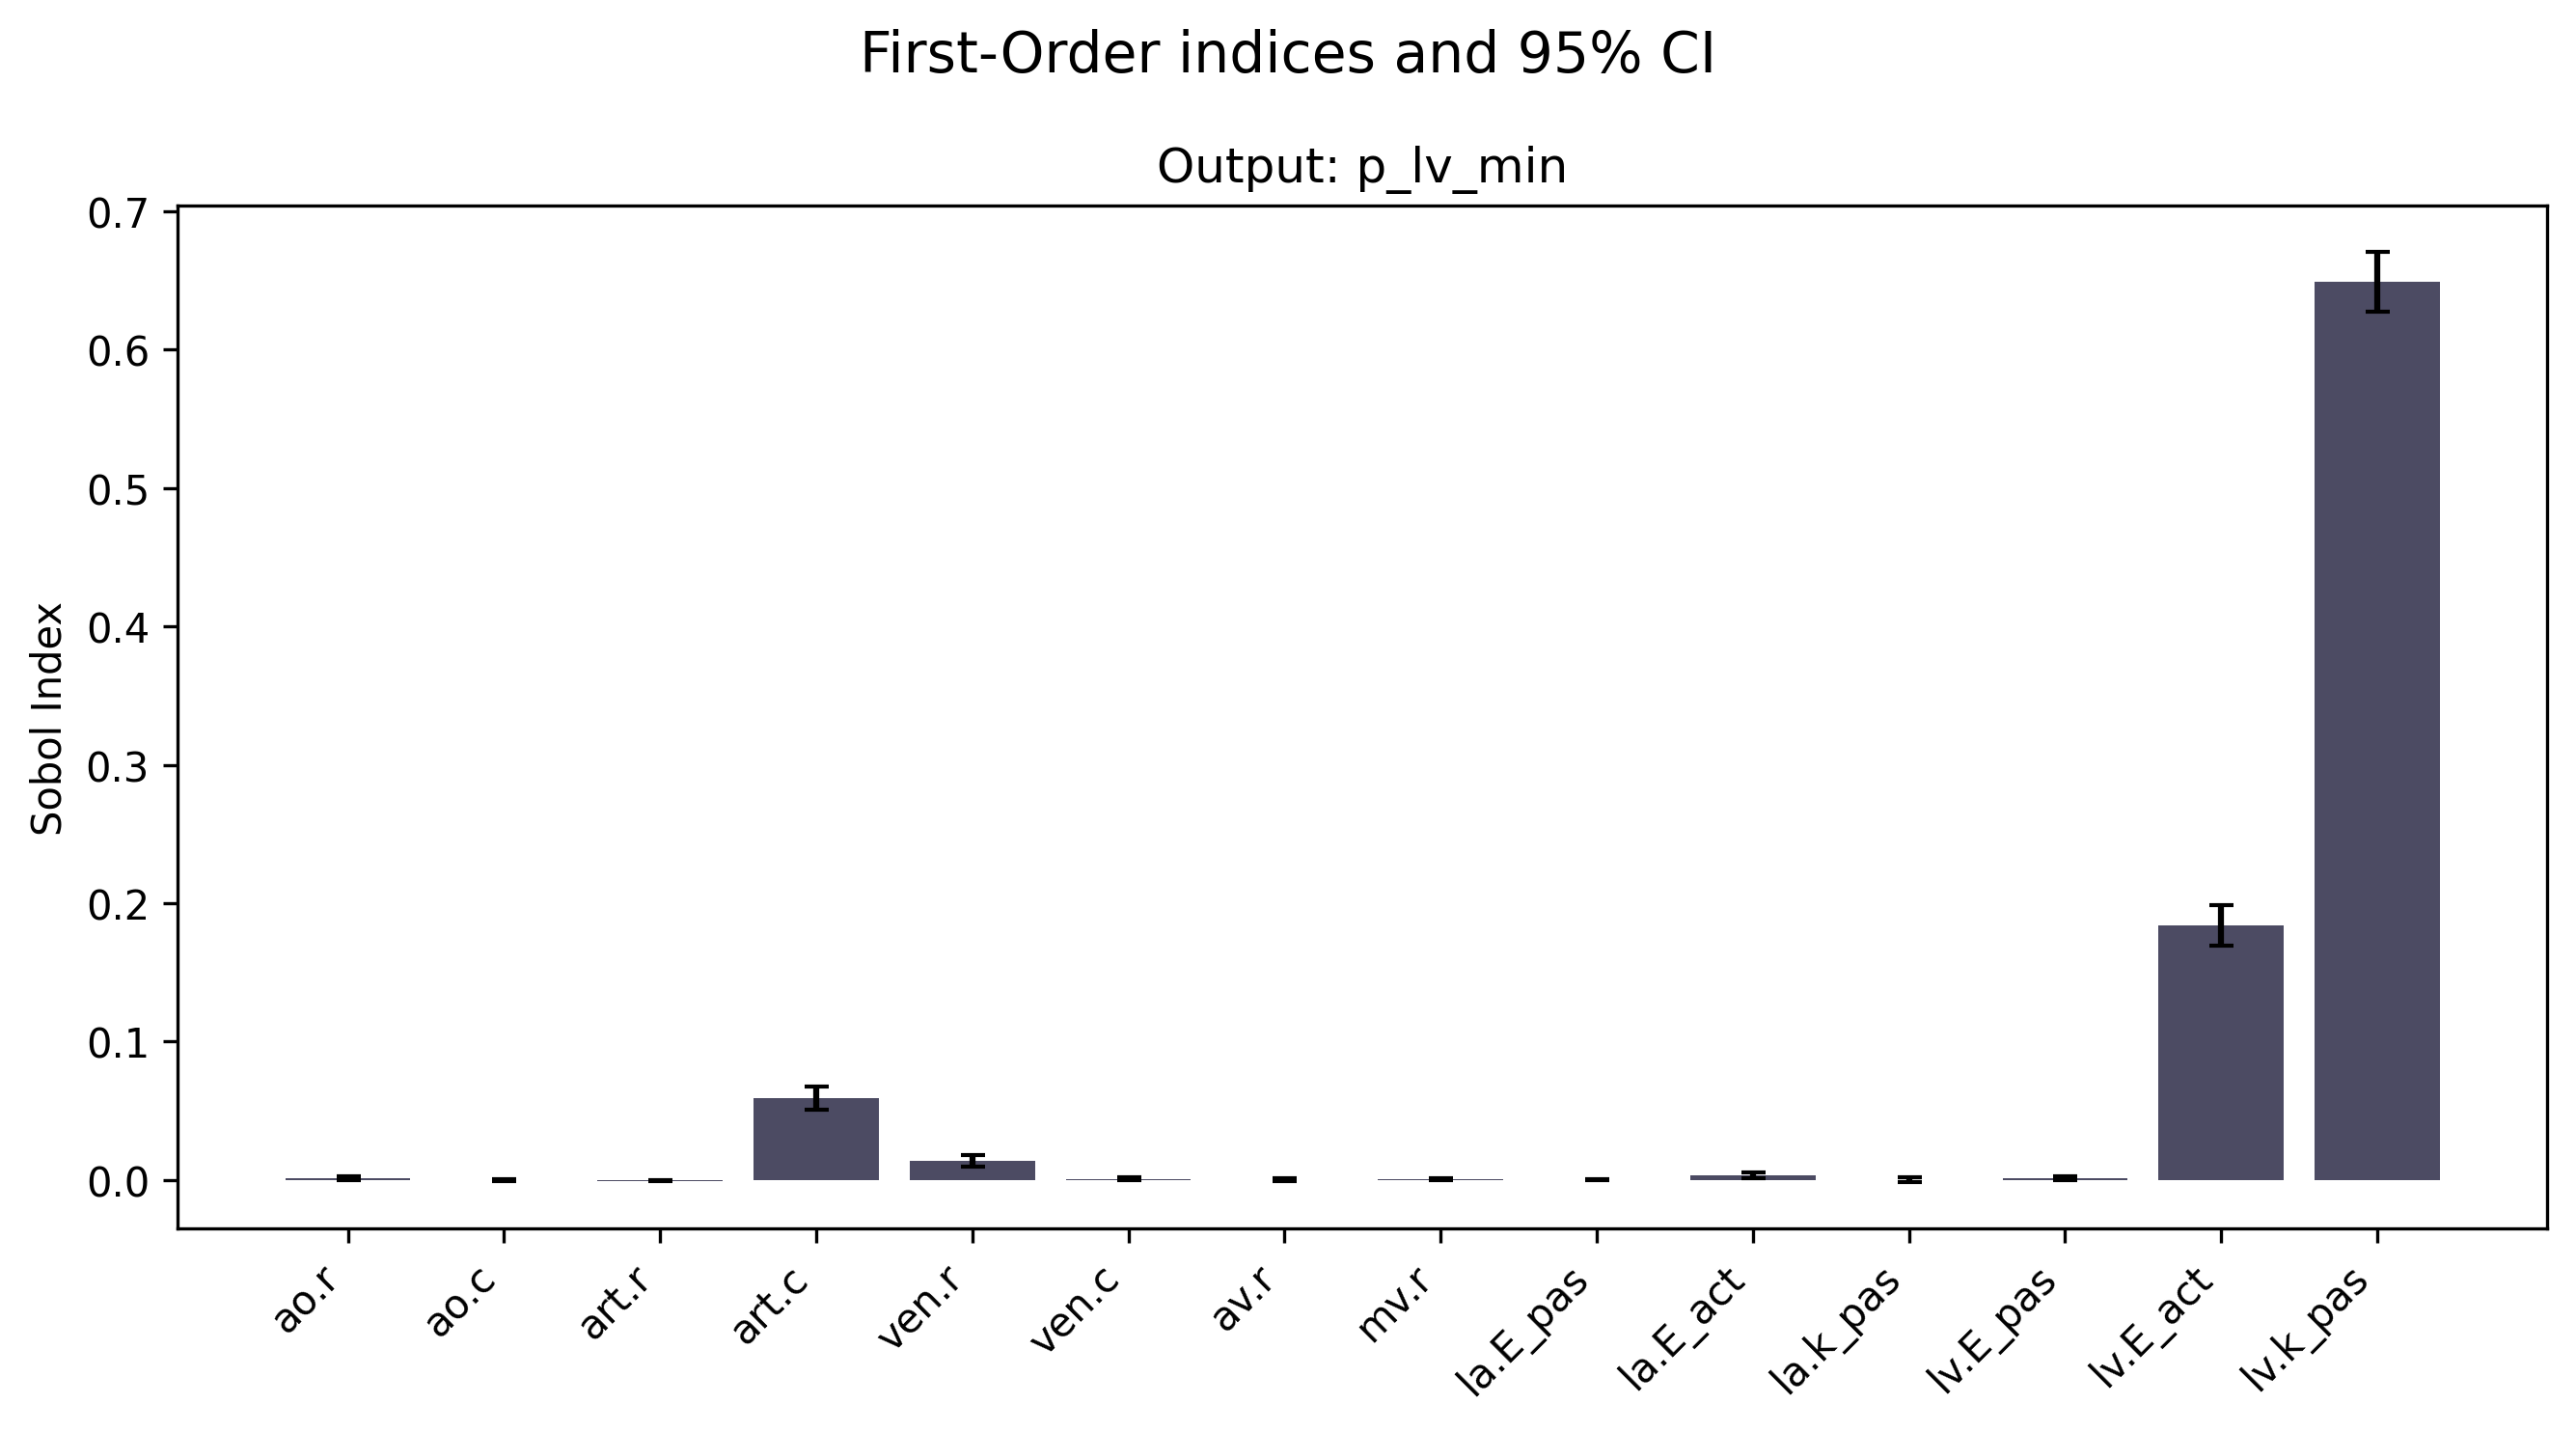 First-Order indices and 95% CI
Output: p_lv_min
Sobol Index
0.7
0.6
0.5
0.4
0.3
0.2
0.1
0.0
ao.r
ao.c
art.r
art.c
ven.r
ven.c
av.r
mv.r
la.E_pas
la.E_act
la.k_pas
lv.E_pas
lv.E_act
lv.k_pas